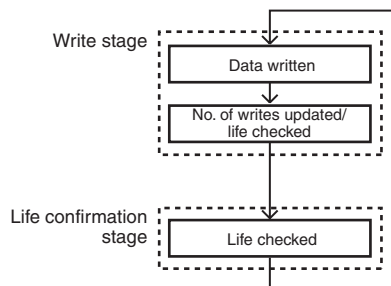 Write stage
Data written
No. of writes updated/
life checked
Life confirmation
stage
Life checked